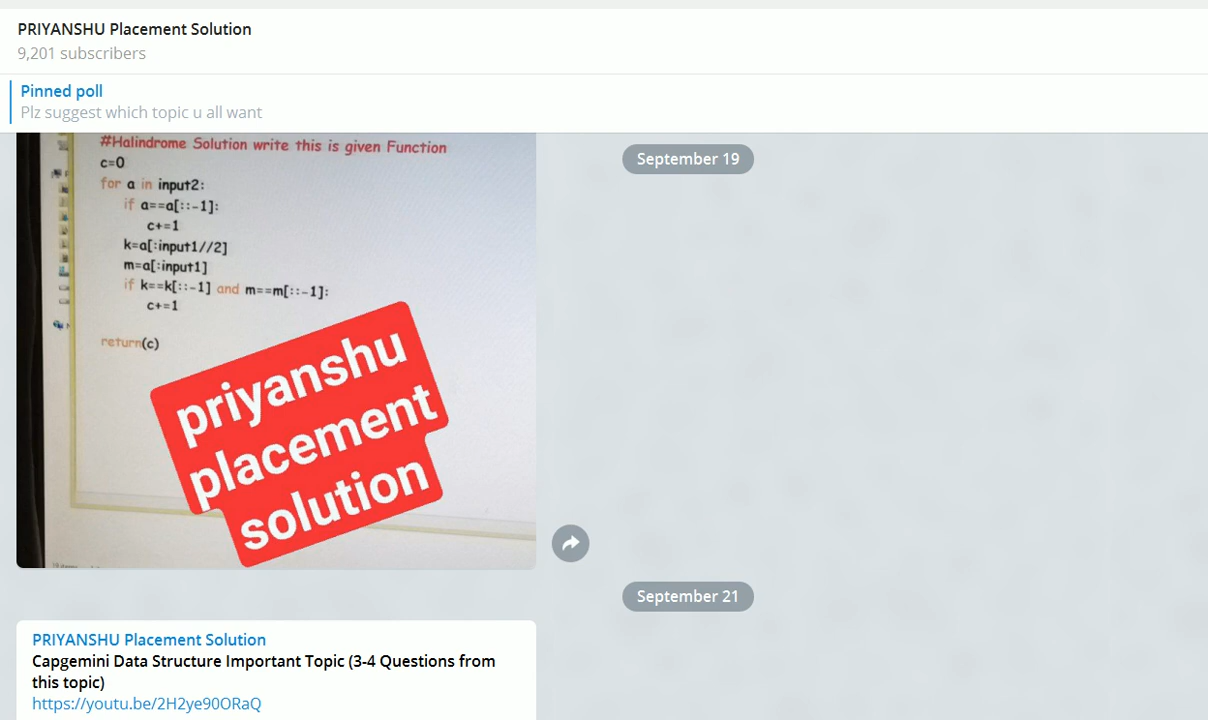 PRIYANSHU Placement Solution
9,201 subscribers
Pinned poll
Plz suggest which topic u all want
September 19
#Halindrome Solution write this is given Function
c=0
for a in input2:
if a==a[::-1]:
c+=1
k=a[:input1//2]
m=a[:input1]
if k==k[::-1] and m==m[::-1]:
c+=1
return(c)
priyanshu
placement
solution
September 21
PRIYANSHU Placement Solution
Capgemini Data Structure Important Topic (3-4 Questions from
this topic)
https://youtu.be/2H2ye90ORaQ